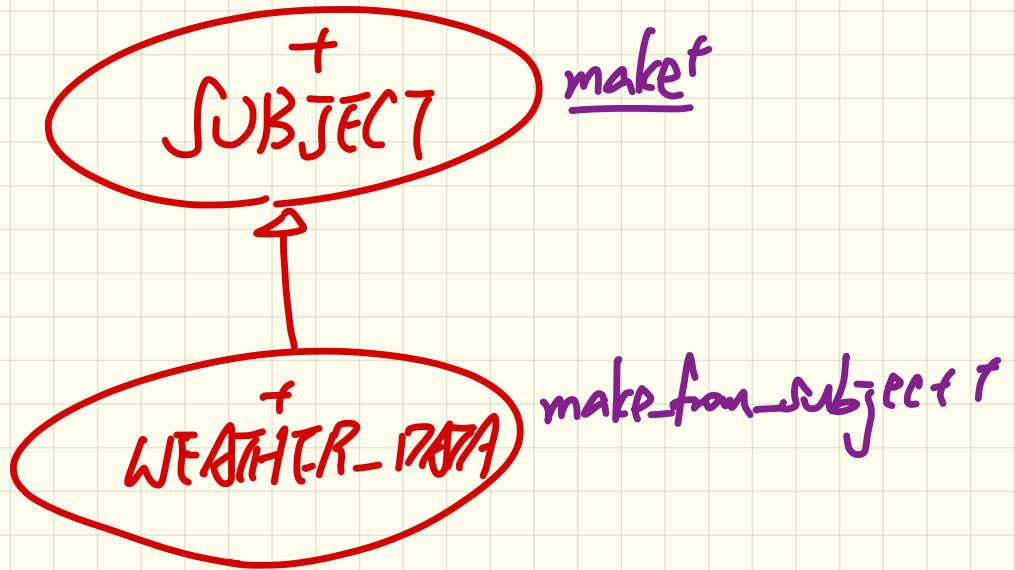 +
SUBJECT
make+
+
WEATHER_DATA
make_from_subject+